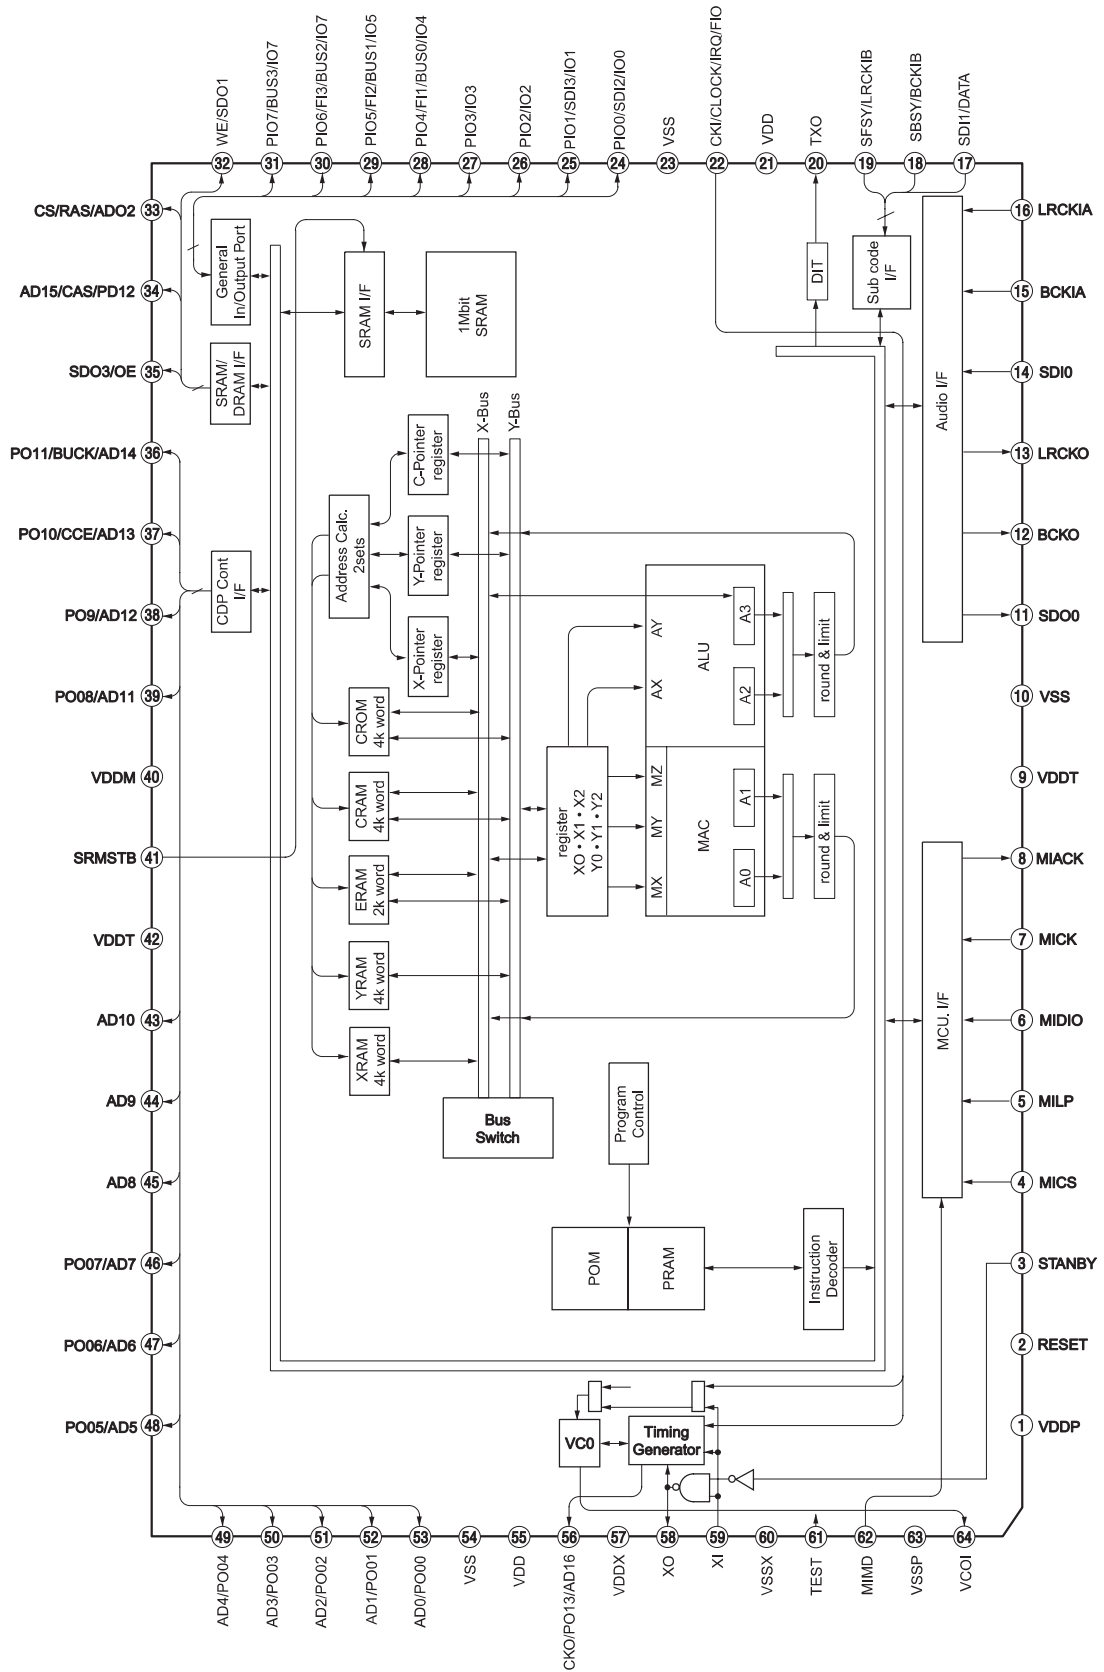 WE/SDO1
PIO7/BUS3/IO7
PIO6/FI3/BUS2/IO7
PIO5/FI2/BUS1/IO5
PIO4/FI1/BUS0/IO4
PIO3/IO3
PIO2/IO2
PIO1/SDI3/IO1
PIO0/SDI2/IO0
VSS
CKI/CLOCK/IRQ/FIO
VDD
TXO
SFSY/LRCKIB
SBSY/BCKIB
SDI1/DATA
32
31
30
29
28
27
26
25
24
23
22
21
20
19
18
17
CS/RAS/ADO2 33
AD15/CAS/PD12 34
SDO3/OE 35
PO11/BUCK/AD14 36
PO10/CCE/AD13 37
PO9/AD12 38
PO08/AD11 39
VDDM 40
SRMSTB 41
VDDT 42
AD10 43
AD9 44
AD8 45
PO07/AD7 46
PO06/AD6 47
PO05/AD5 48
General
In/Output Port
SRAM/
DRAM I/F
CDP Cont
I/F
SRAM I/F
1Mbit
SRAM
DIT
Sub code
I/F
Audio I/F
X-Bus
Y-Bus
C-Pointer
register
Address Calc.
2sets
Y-Pointer
register
X-Pointer
register
CROM
4k word
CRAM
4k word
ERAM
2k word
YRAM
4k word
XRAM
4k word
register
XO • X1 • X2
Y0 • Y1 • Y2
AY
AX
ALU
A3
A2
round & limit
MZ
MY
MX
MAC
A1
A0
round & limit
Bus
Switch
Program
Control
POM
PRAM
Instruction
Decoder
MCU. I/F
VC0
Timing
Generator
16 LRCKIA
15 BCKIA
14 SDI0
13 LRCKO
12 BCKO
11 SDO0
10 VSS
9 VDDT
8 MIACK
7 MICK
6 MIDIO
5 MILP
4 MICS
3 STANBY
2 RESET
1 VDDP
49
50
51
52
53
54
55
56
57
58
59
60
61
62
63
64
AD4/PO04
AD3/PO03
AD2/PO02
AD1/PO01
AD0/PO00
VSS
VDD
CKO/PO13/AD16
VDDX
XO
XI
VSSX
TEST
MIMD
VSSP
VCOI